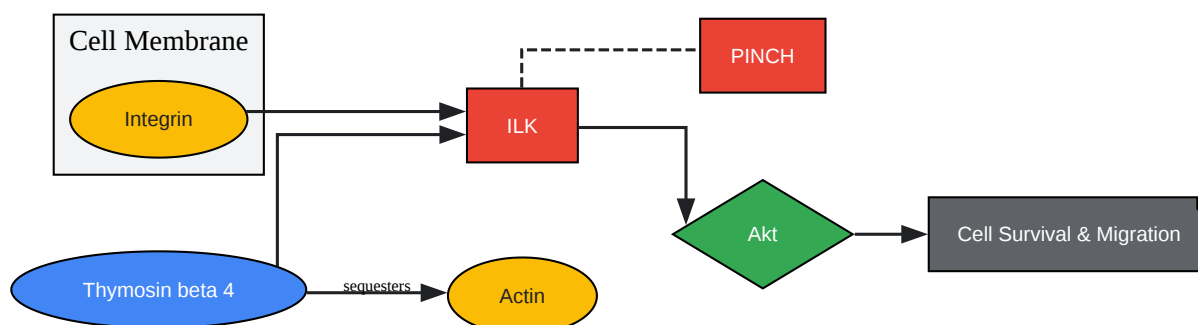 Cell Membrane
Integrin
PINCH
ILK
Akt
Cell Survival & Migration
Thymosin beta 4
sequesters
Actin